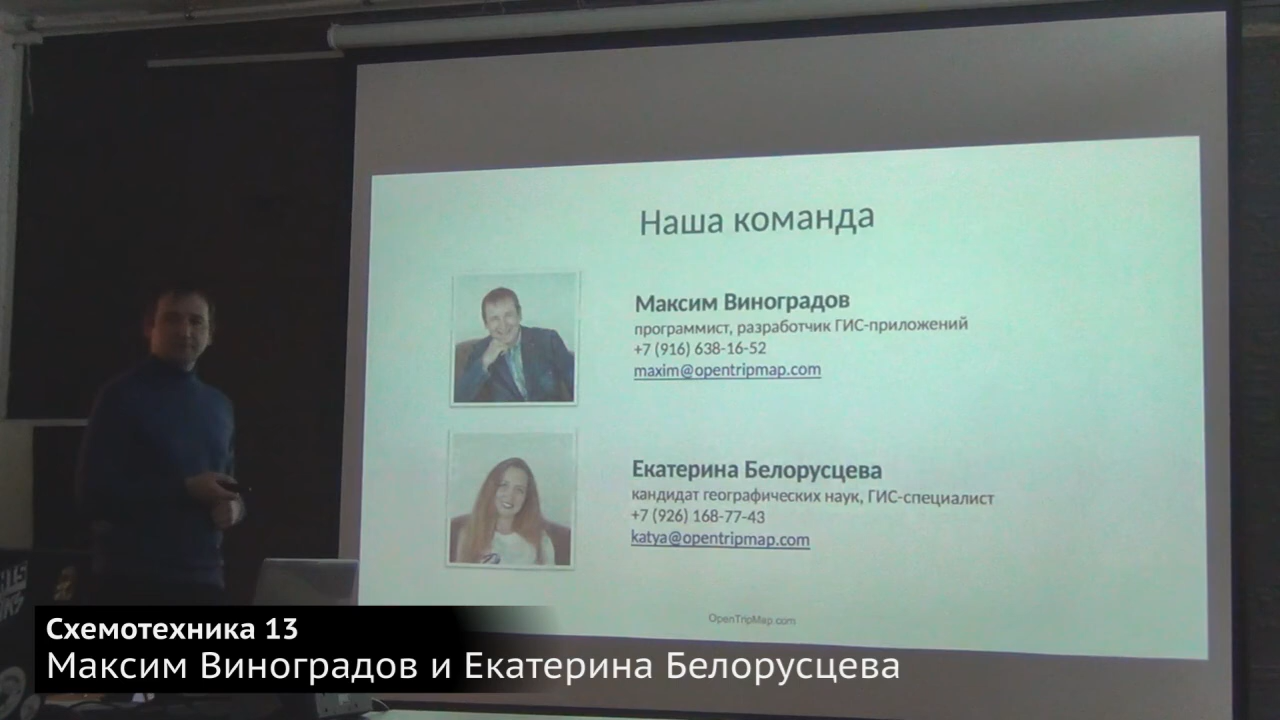 Наша команда
Максим Виноградов
программист, разработчик ГИС-приложений
+7 (916) 638-16-52
maxim@opentripmap.com
Екатерина Белорусцева
кандидат географических наук, ГИС-специалист
+7 (926) 168-77-43
katya@opentripmap.com
OpenTripMap.com
Схемотехника 13
Максим Виноградов и Екатерина Белорусцева